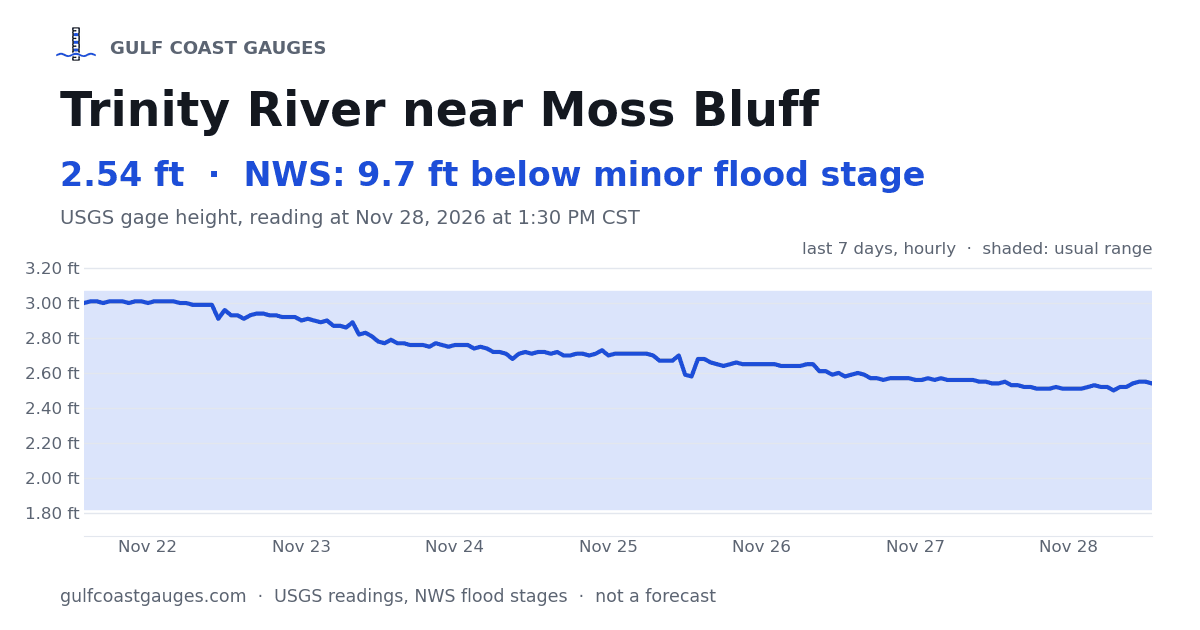 GULF COAST GAUGES
Trinity River near Moss Bluff
2.54 ft · NWS: 9.7 ft below minor flood stage
USGS gage height, reading at Nov 28, 2026 at 1:30 PM CST
last 7 days, hourly · shaded: usual range
3.20 ft
3.00 ft
2.80 ft
2.60 ft
2.40 ft
2.20 ft
2.00 ft
1.80 ft
Nov 22 Nov 23 Nov 24 Nov 25 Nov 26 Nov 27 Nov 28
gulfcoastgauges.com · USGS readings, NWS flood stages · not a forecast